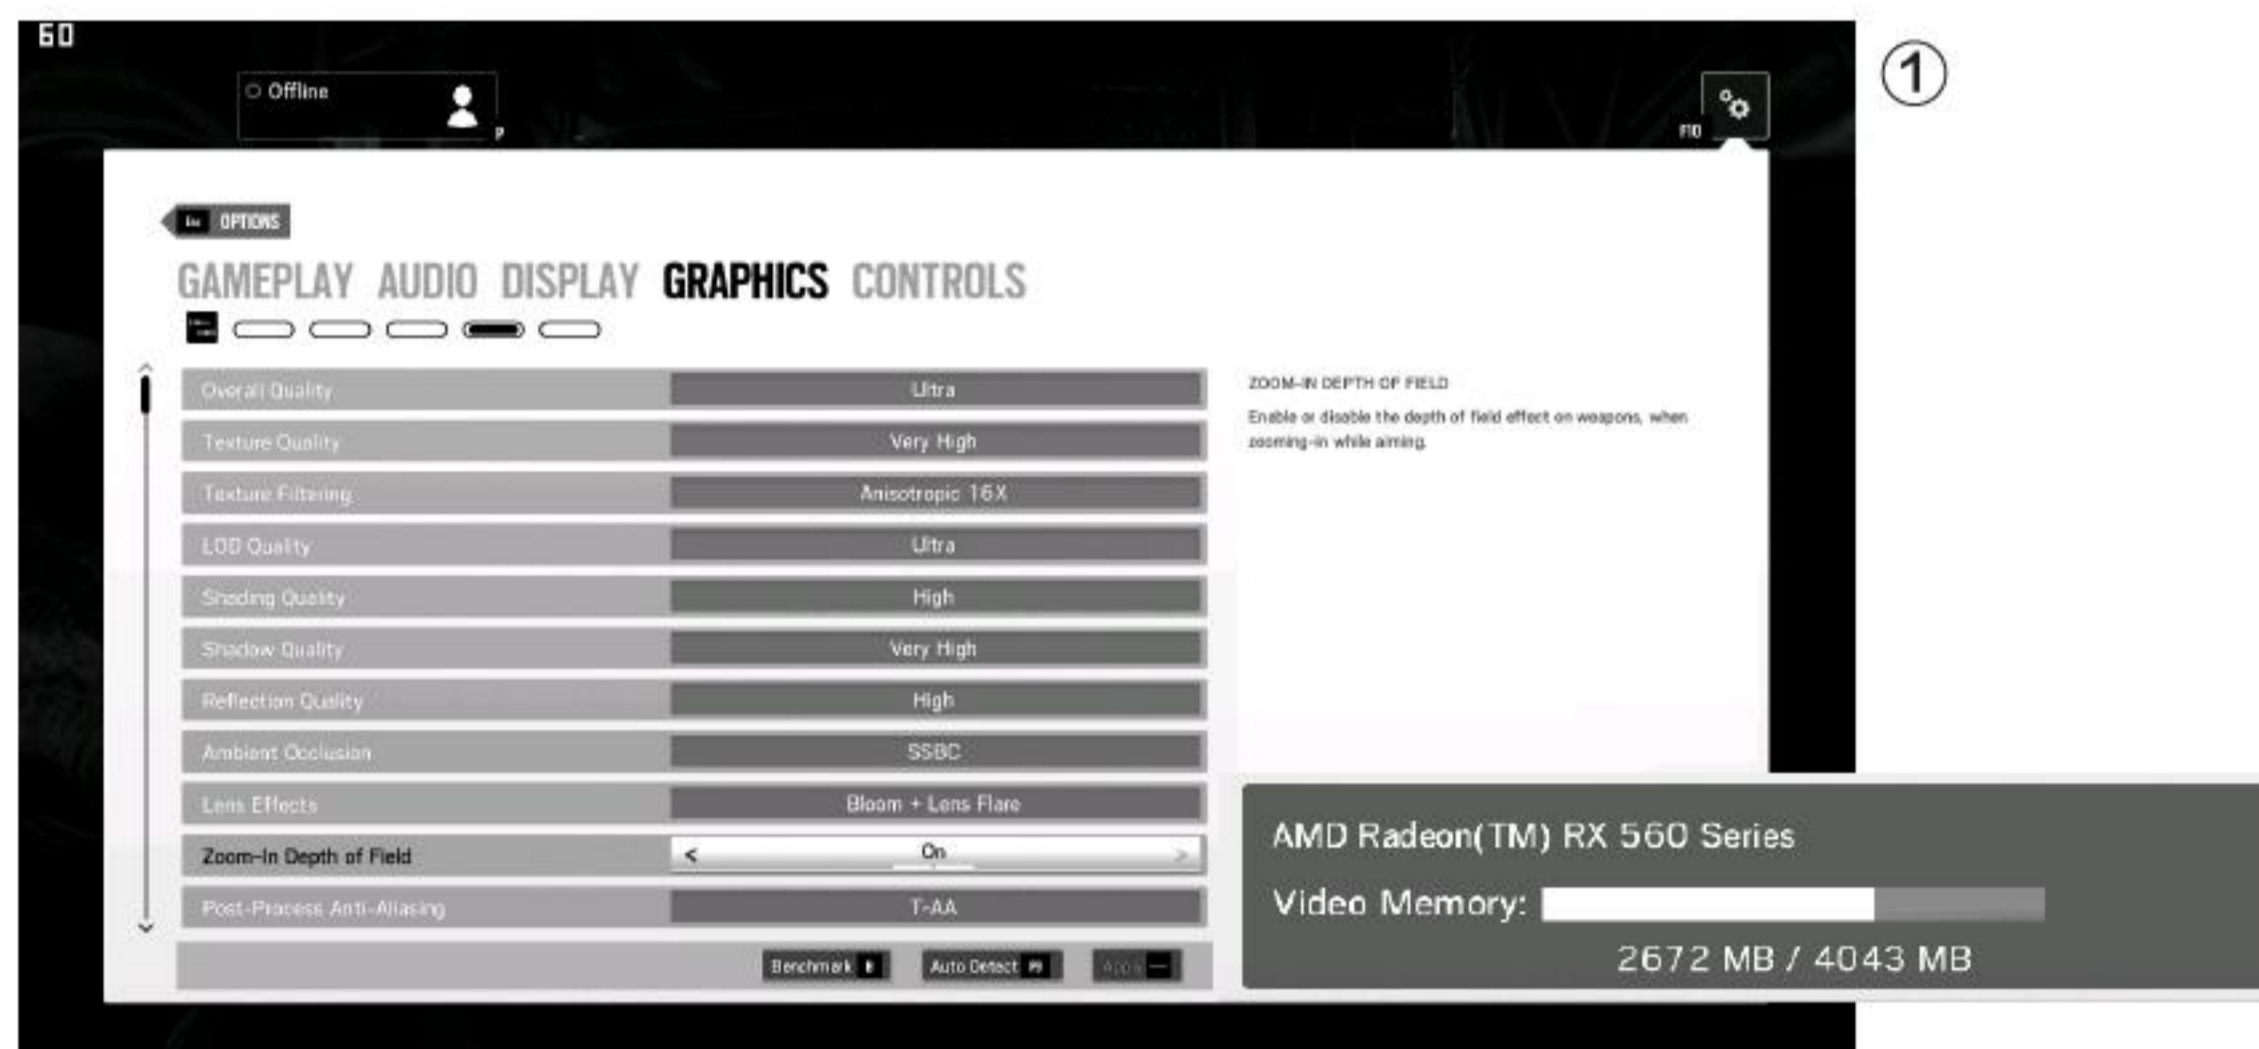 60
①
Offline
P
F10
Esc OPTIONS
GAMEPLAY AUDIO DISPLAY GRAPHICS CONTROLS
Overall Quality Ultra
Texture Quality Very High
Texture Filtering Anisotropic 16X
LOD Quality Ultra
Shading Quality High
Shadow Quality Very High
Reflection Quality High
Ambient Occlusion SSBC
Lens Effects Bloom + Lens Flare
Zoom-In Depth of Field < On >
Post-Process Anti-Aliasing T-AA
Benchmark B Auto Detect Apply
ZOOM-IN DEPTH OF FIELD
Enable or disable the depth of field effect on weapons, when
zooming-in while aiming.
AMD Radeon(TM) RX 560 Series
Video Memory:
2672 MB / 4043 MB